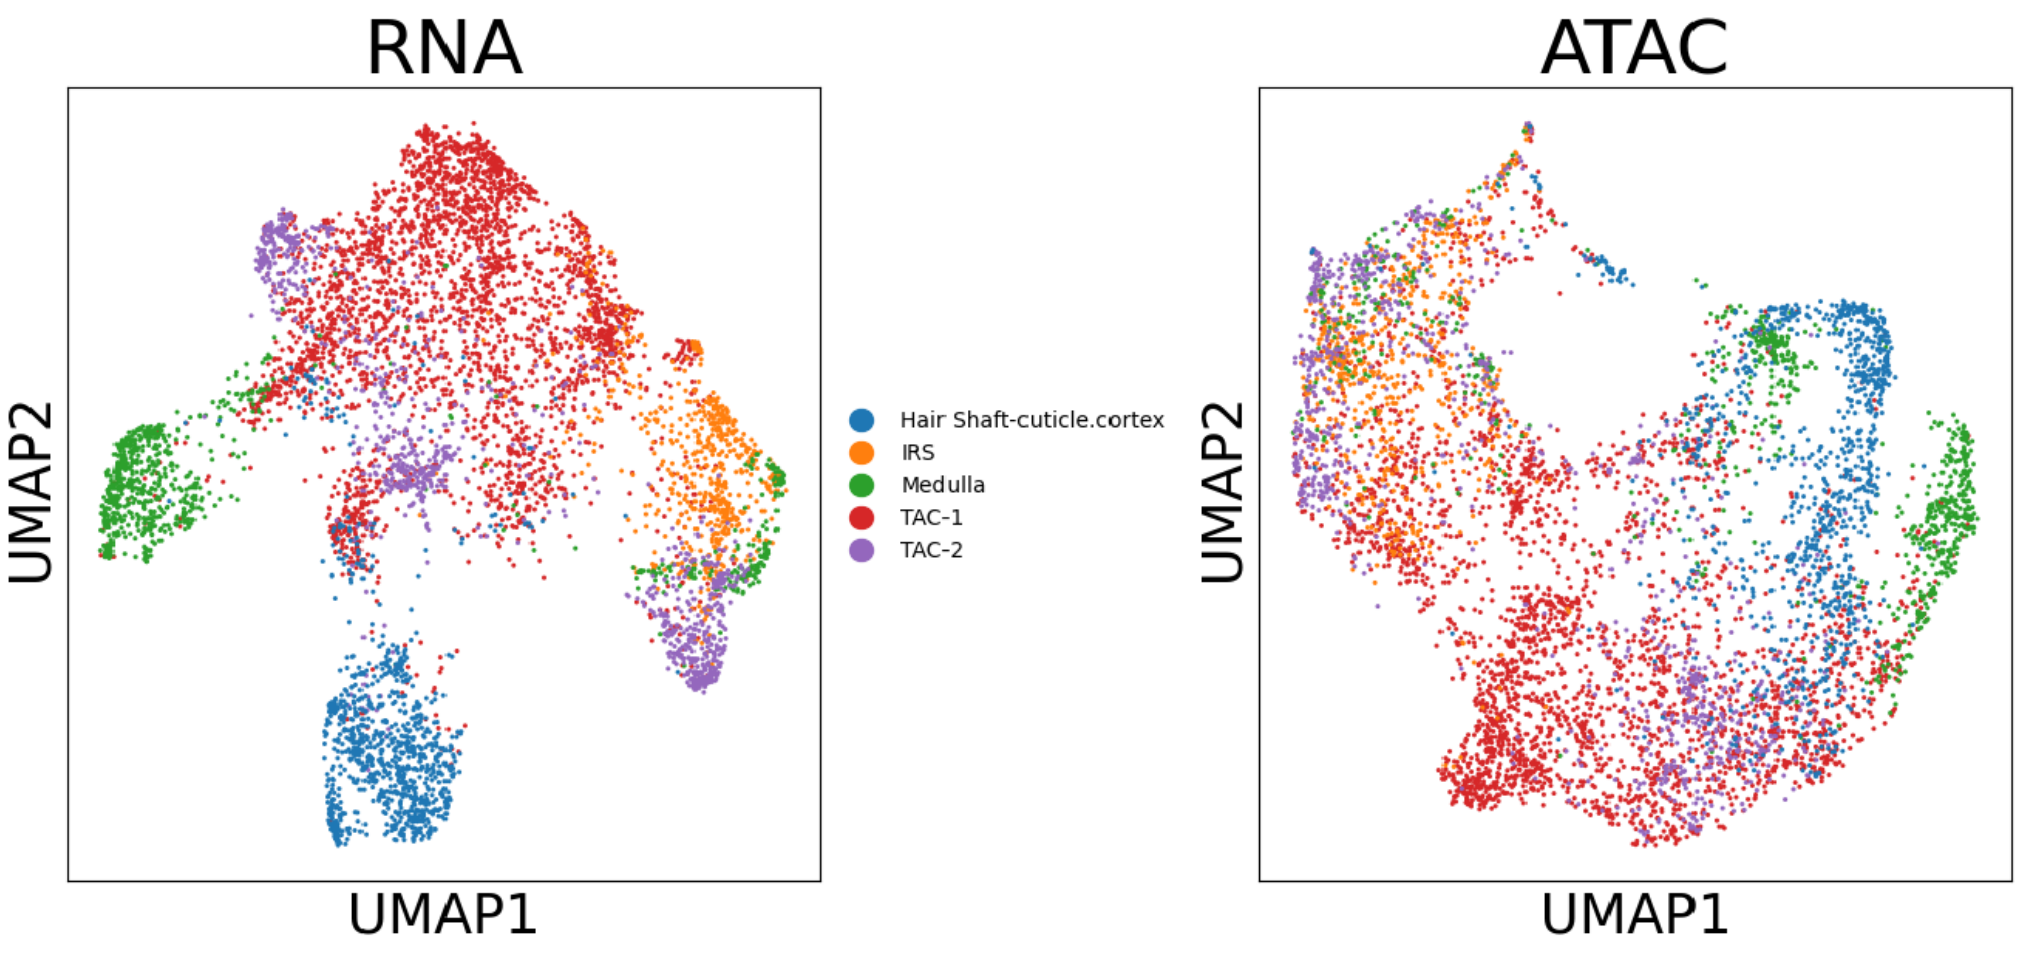 RNA
ATAC
UMAP2
Hair Shaft-cuticle.cortex
IRS
Medulla
TAC-1
TAC-2
UMAP2
UMAP1
UMAP1